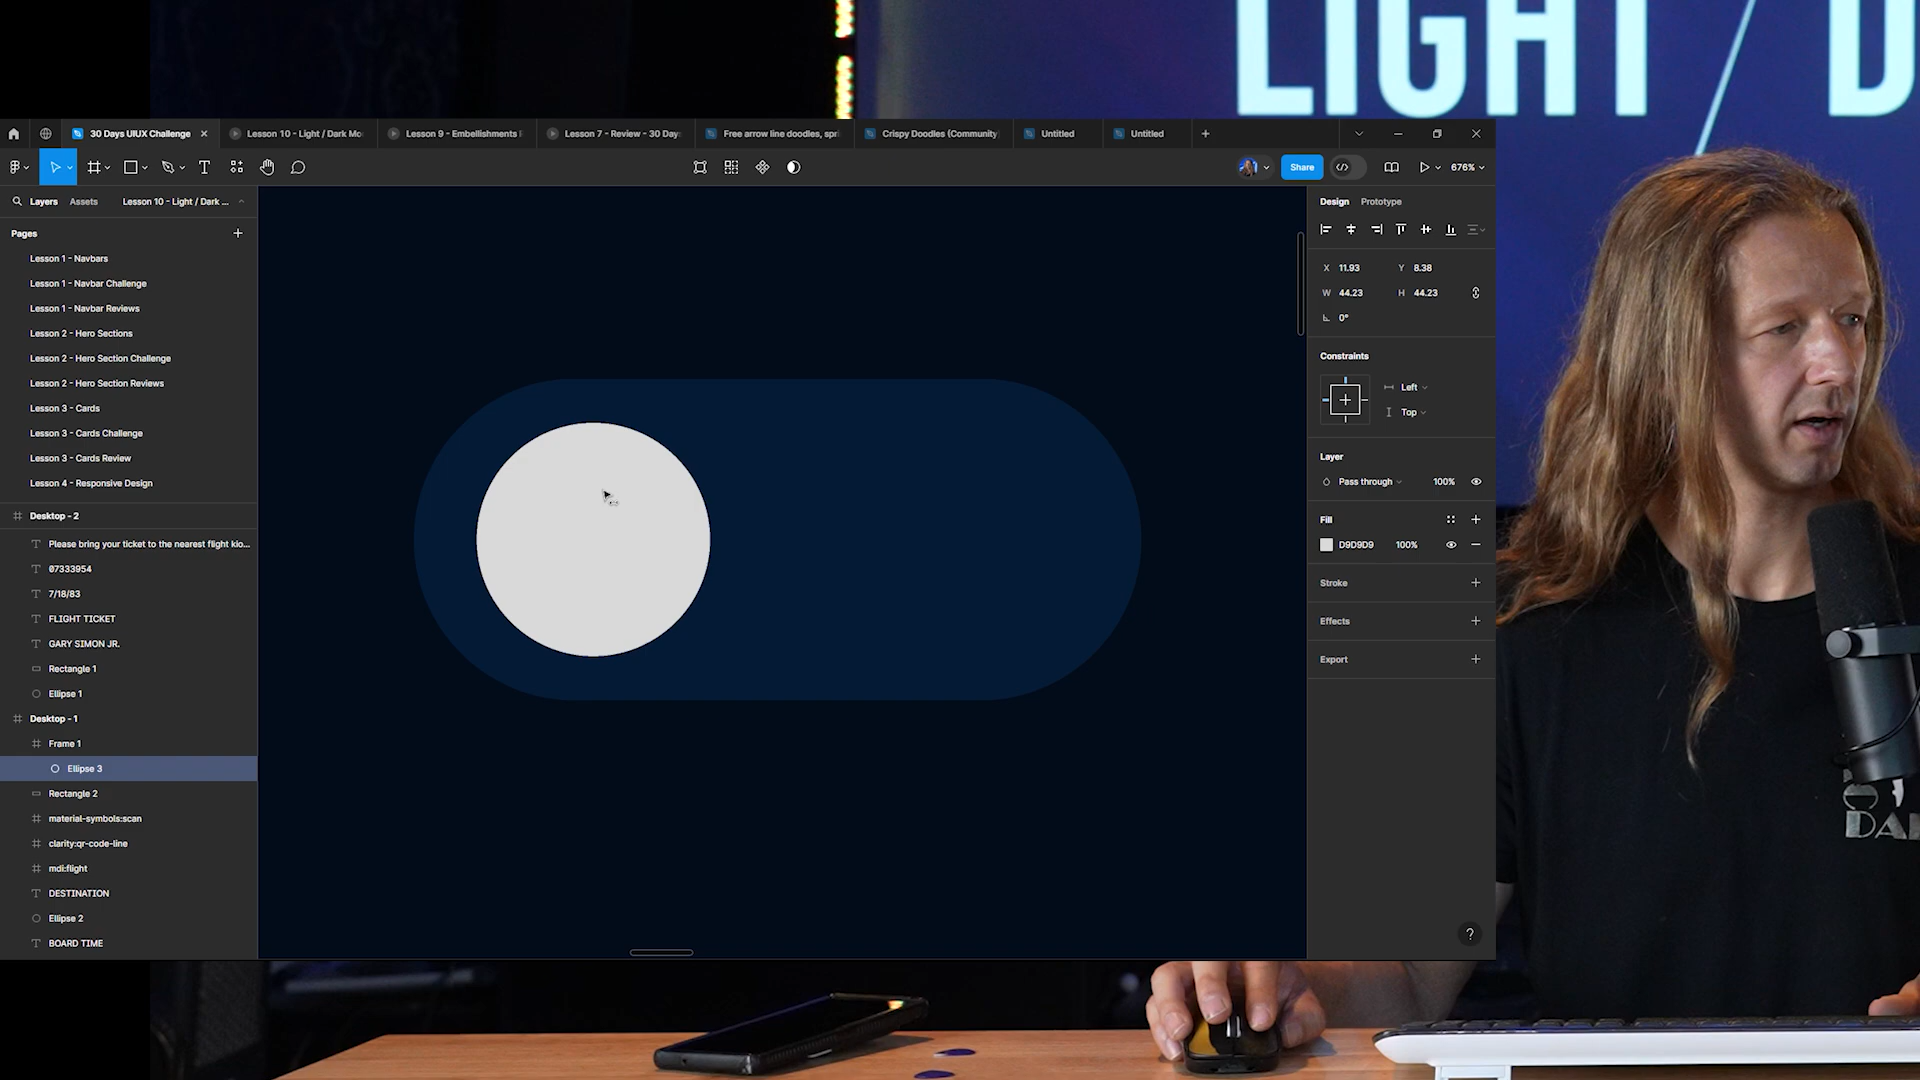 LIGHT / D
30 Days UIUX Challenge
Lesson 10 - Light / Dark Mo
Lesson 9 - Embellishments
Lesson 7 - Review - 30 Day
Free arrow line doodles, spri
Crispy Doodles (Community
Untitled
Untitled
Share
676%
Layers
Assets
Lesson 10 - Light / Dark ...
Design
Prototype
Pages
Lesson 1 - Navbars
Lesson 1 - Navbar Challenge
Lesson 1 - Navbar Reviews
Lesson 2 - Hero Sections
Lesson 2 - Hero Section Challenge
Lesson 2 - Hero Section Reviews
Lesson 3 - Cards
Lesson 3 - Cards Challenge
Lesson 3 - Cards Review
Lesson 4 - Responsive Design
Desktop - 2
Please bring your ticket to the nearest flight kio...
07333954
7/18/83
FLIGHT TICKET
GARY SIMON JR.
Rectangle 1
Ellipse 1
Desktop - 1
Frame 1
Ellipse 3
Rectangle 2
material-symbols:scan
clarity:qr-code-line
mdi:flight
DESTINATION
Ellipse 2
BOARD TIME
X 11.93 Y 8.38
W 44.23 H 44.23
0°
Constraints
Left
Top
Layer
Pass through 100%
Fill
D9D9D9 100%
Stroke
Effects
Export
?
DA